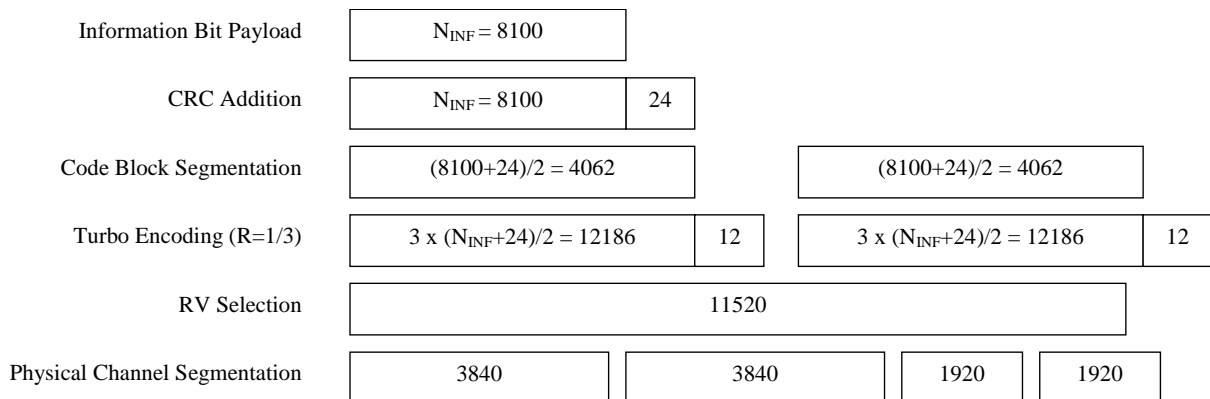 Information Bit Payload N_INF = 8100
CRC Addition N_INF = 8100 24
Code Block Segmentation (8100+24)/2 = 4062 (8100+24)/2 = 4062
Turbo Encoding (R=1/3) 3 x (N_INF+24)/2 = 12186 12 3 x (N_INF+24)/2 = 12186 12
RV Selection 11520
Physical Channel Segmentation 3840 3840 1920 1920